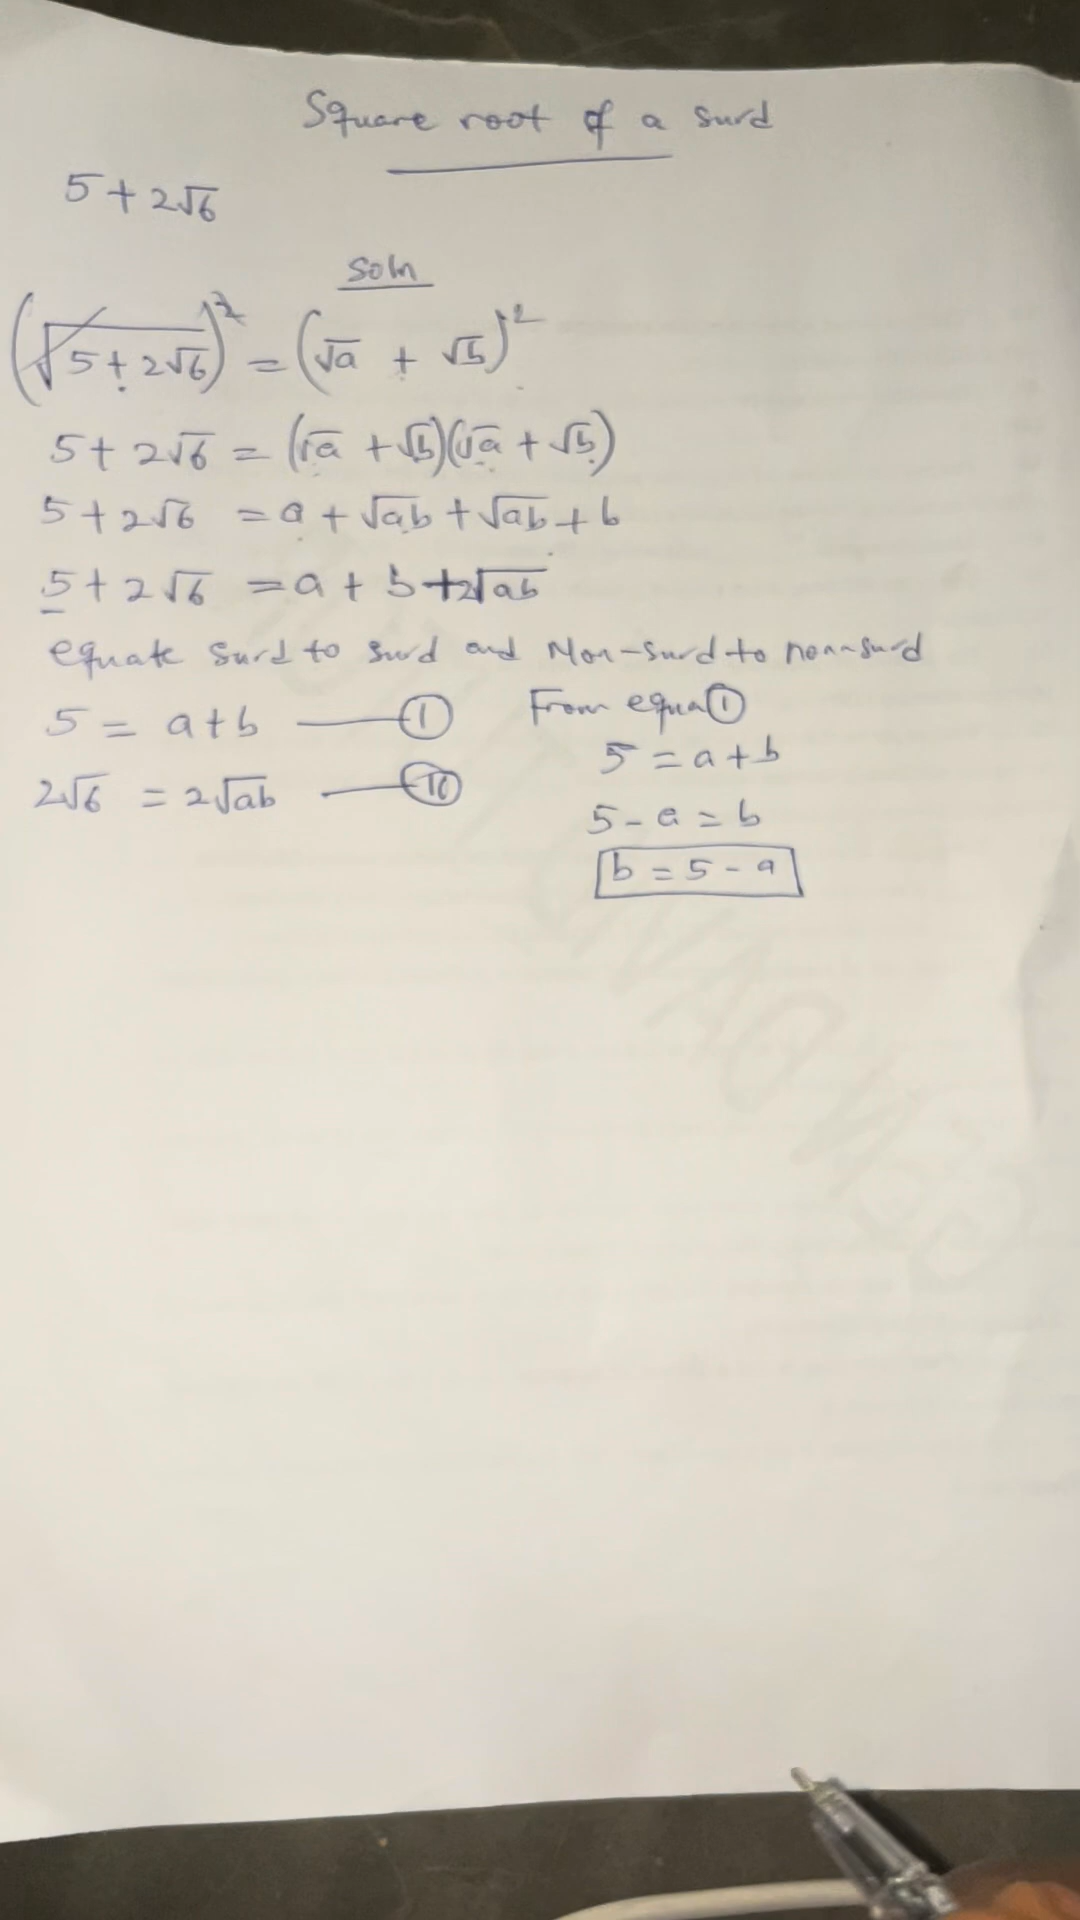 Square root of a surd
5 + 2√6
Soln
(√(5 + 2√6))² = (√a + √b)²
5 + 2√6 = (√a + √b)(√a + √b)
5 + 2√6 = a + √ab + √ab + b
5 + 2√6 = a + b + 2√ab
equate surd to surd and Non-surd to non-surd
5 = a + b — ①
2√6 = 2√ab — ⑪
From equa ①
5 = a + b
5 - a = b
b = 5 - a